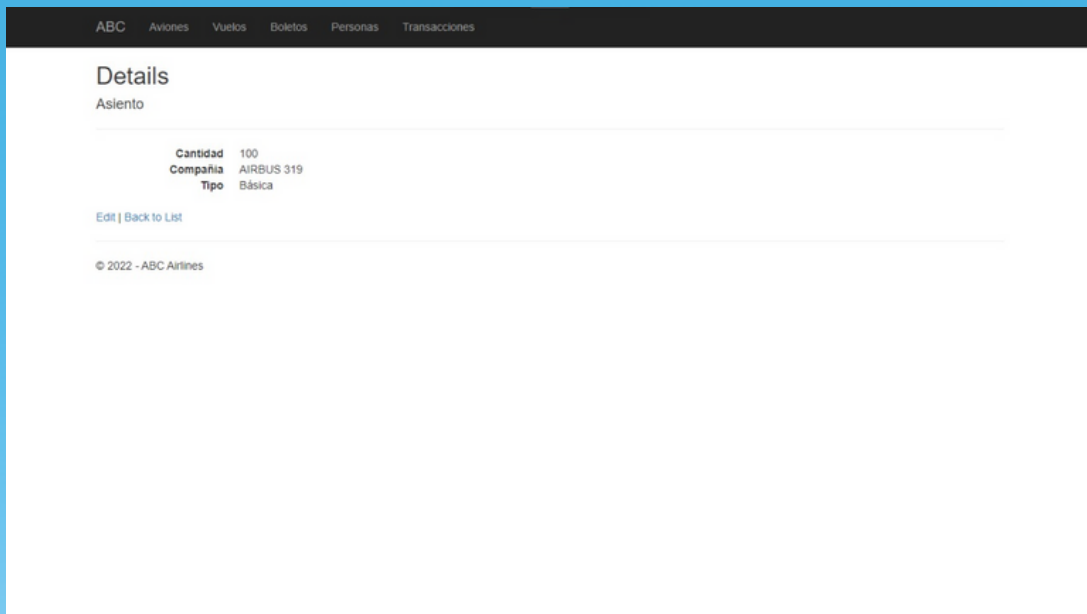 ABC Aviones Vuelos Boletos Personas Transacciones
Details
Asiento
Cantidad 100
Compañia AIRBUS 319
Tipo Básica
Edit | Back to List
© 2022 - ABC Airlines